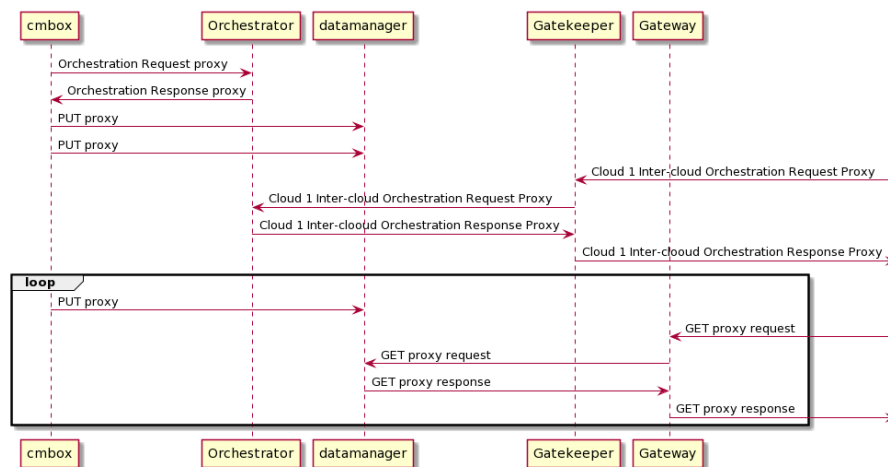 cmbox Orchestrator datamanager Gatekeeper Gateway
Orchestration Request proxy
Orchestration Response proxy
PUT proxy
PUT proxy
Cloud 1 Inter-cloud Orchestration Request Proxy
Cloud 1 Inter-cloud Orchestration Request Proxy
Cloud 1 Inter-clooud Orchestration Response Proxy
Cloud 1 Inter-clooud Orchestration Response Proxy
loop
PUT proxy
GET proxy request
GET proxy request
GET proxy response
GET proxy response
cmbox Orchestrator datamanager Gatekeeper Gateway